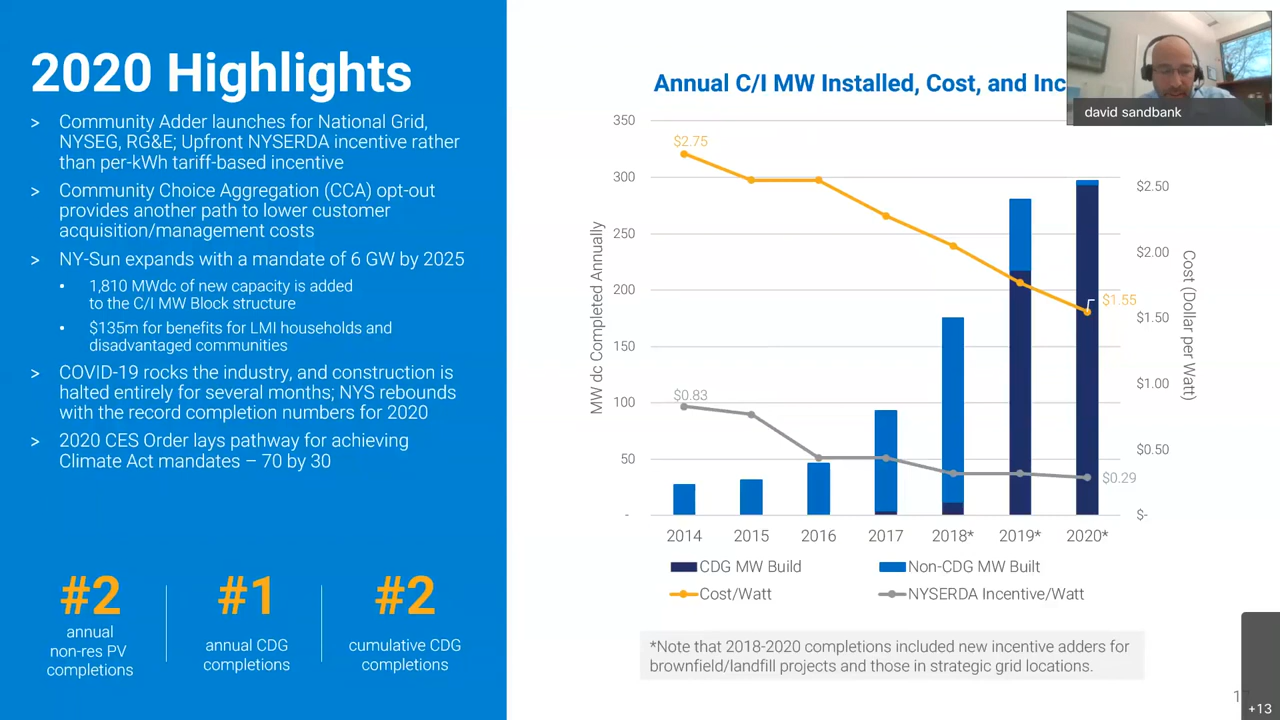 2020 Highlights
> Community Adder launches for National Grid,
NYSEG, RG&E; Upfront NYSERDA incentive rather
than per-kWh tariff-based incentive
> Community Choice Aggregation (CCA) opt-out
provides another path to lower customer
acquisition/management costs
> NY-Sun expands with a mandate of 6 GW by 2025
• 1,810 MWdc of new capacity is added
to the C/I MW Block structure
• $135m for benefits for LMI households and
disadvantaged communities
> COVID-19 rocks the industry, and construction is
halted entirely for several months; NYS rebounds
with the record completion numbers for 2020
> 2020 CES Order lays pathway for achieving
Climate Act mandates – 70 by 30
#2
annual
non-res PV
completions
#1
annual CDG
completions
#2
cumulative CDG
completions
Annual C/I MW Installed, Cost, and Inc
david sandbank
MW dc Completed Annually
350
300
250
200
150
100
50
-
$2.75
$0.83
$1.55
$0.29
$2.50
$2.00
$1.50
$1.00
$0.50
$-
Cost (Dollar per Watt)
2014 2015 2016 2017 2018* 2019* 2020*
CDG MW Build Non-CDG MW Built
Cost/Watt NYSERDA Incentive/Watt
*Note that 2018-2020 completions included new incentive adders for
brownfield/landfill projects and those in strategic grid locations.
+13